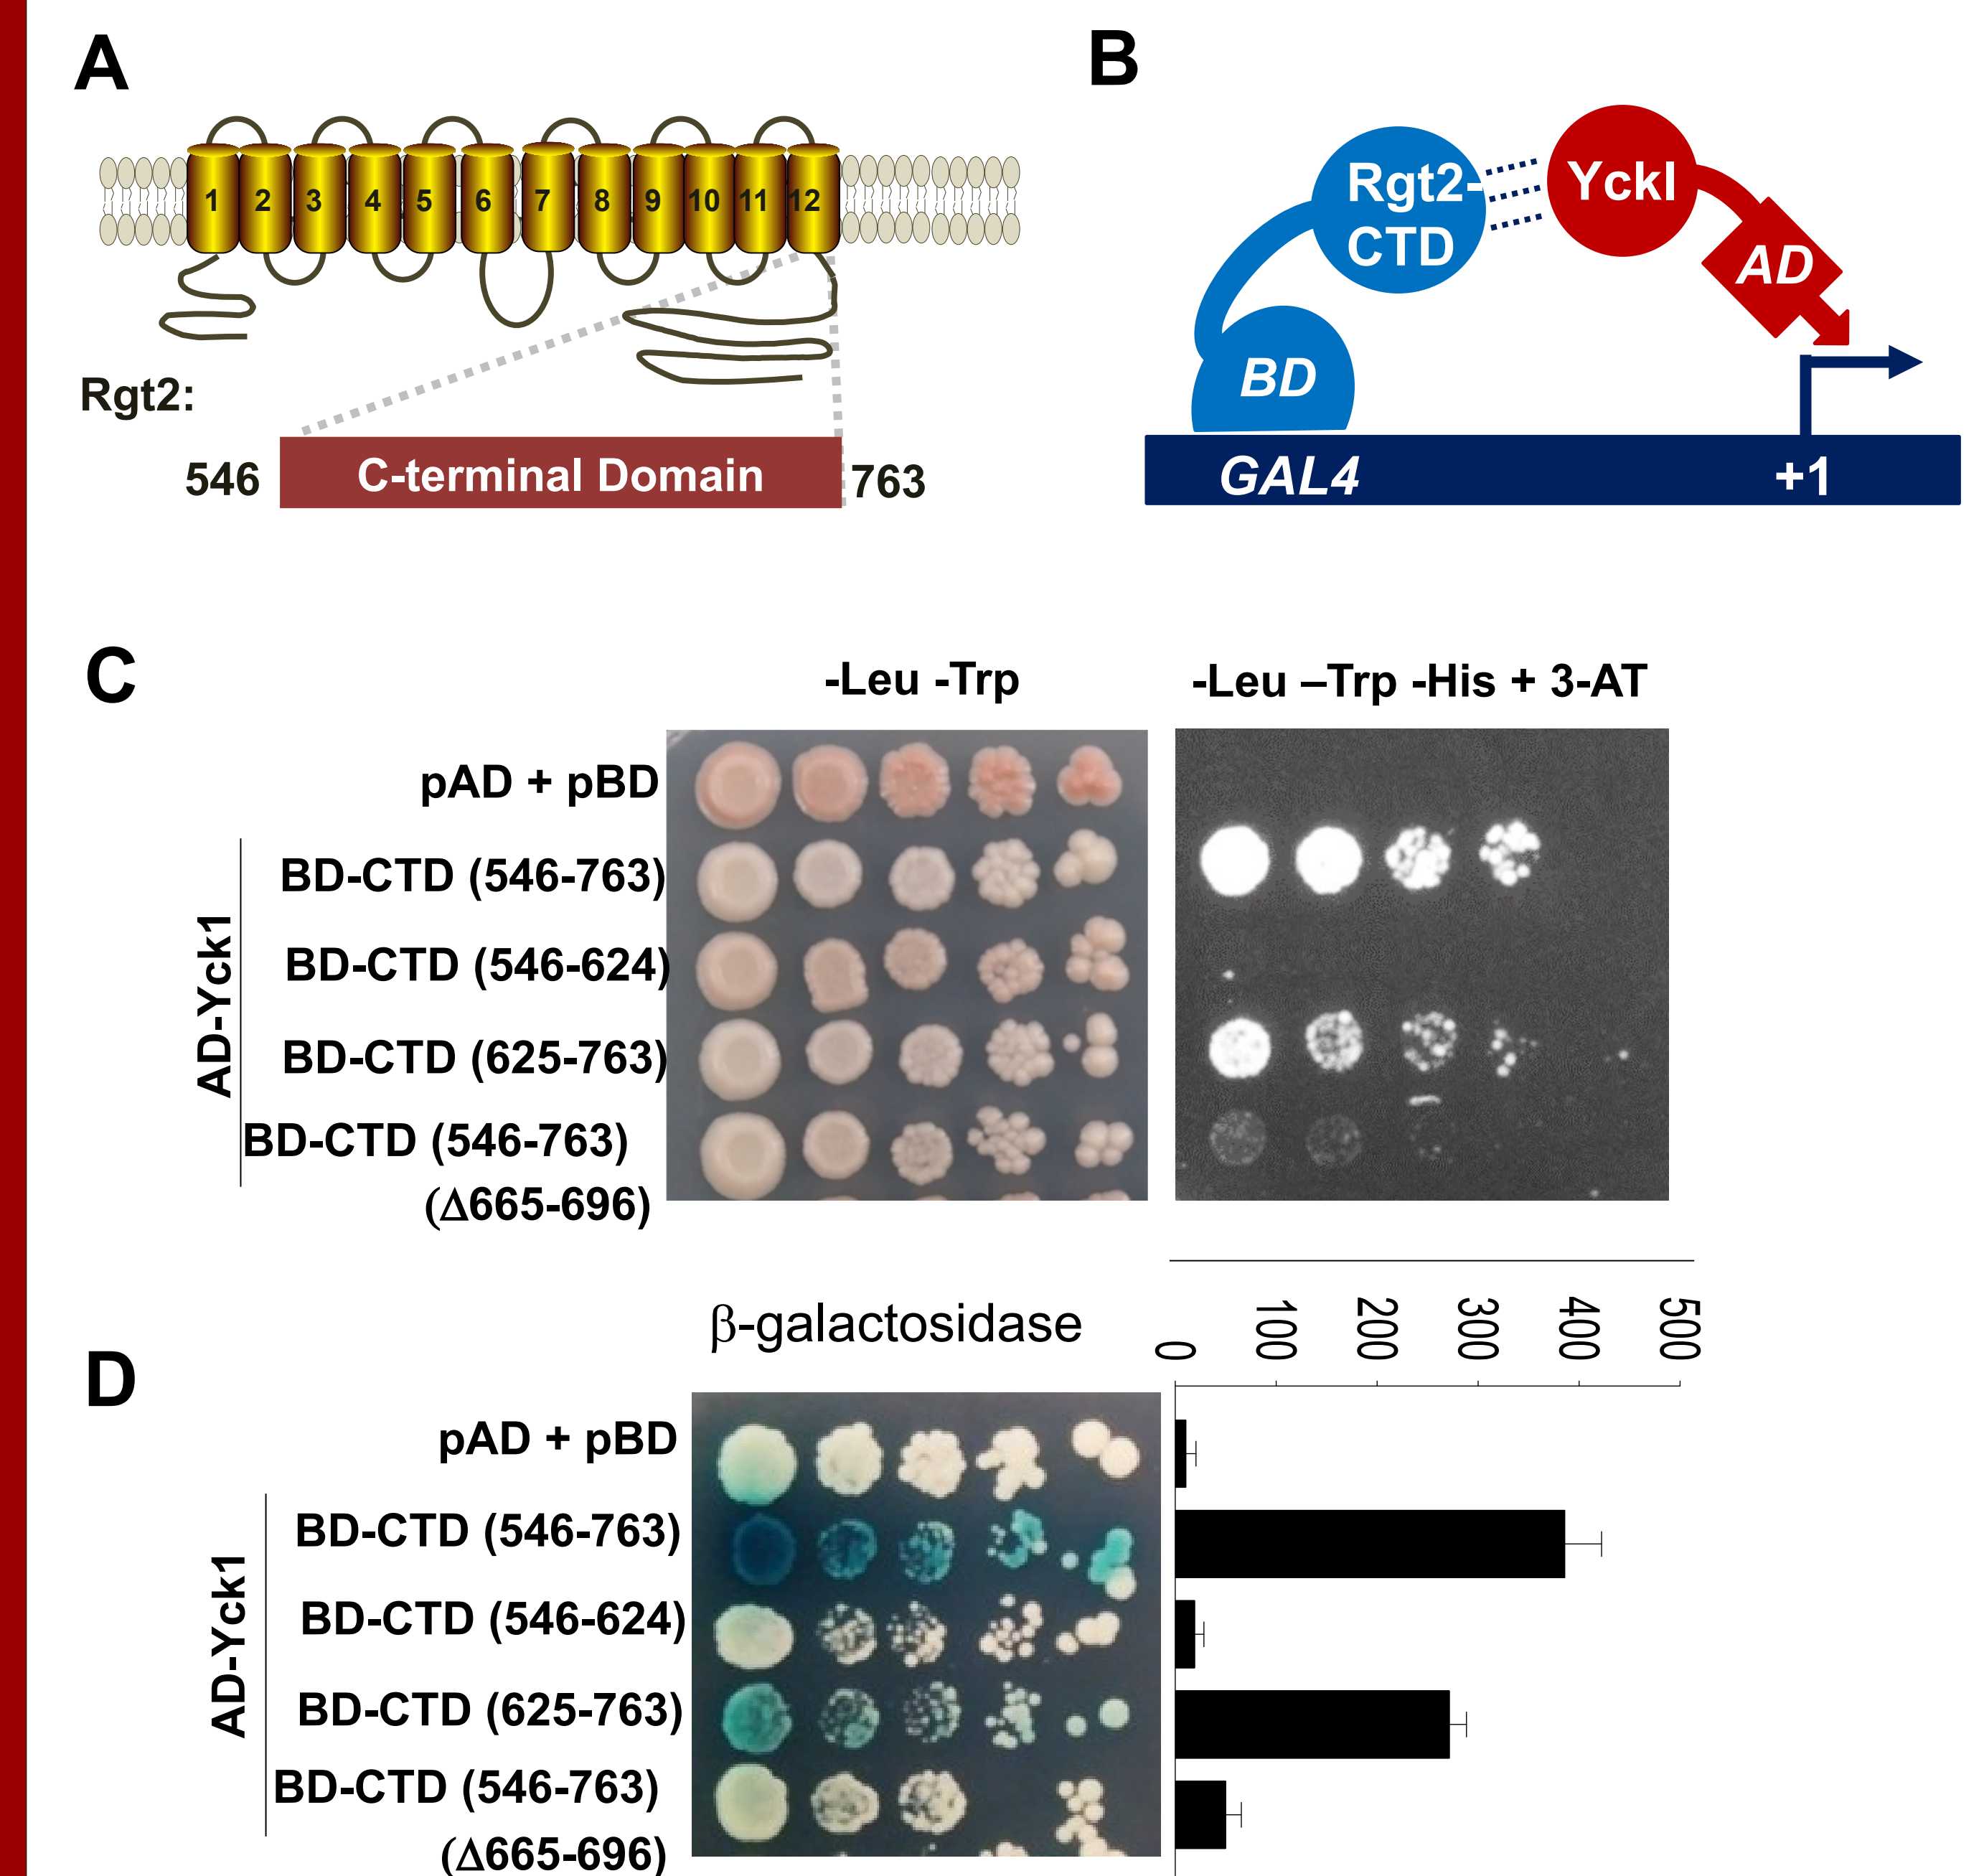 A
1 2 3 4 5 6 7 8 9 10 11 12
Rgt2:
546 C-terminal Domain 763
B
Rgt2-
CTD
YckI
AD
BD
GAL4 +1
C
-Leu -Trp
-Leu –Trp -His + 3-AT
pAD + pBD
AD-Yck1
BD-CTD (546-763)
BD-CTD (546-624)
BD-CTD (625-763)
BD-CTD (546-763)
(Δ665-696)
D
β-galactosidase
0 100 200 300 400 500
pAD + pBD
AD-Yck1
BD-CTD (546-763)
BD-CTD (546-624)
BD-CTD (625-763)
BD-CTD (546-763)
(Δ665-696)